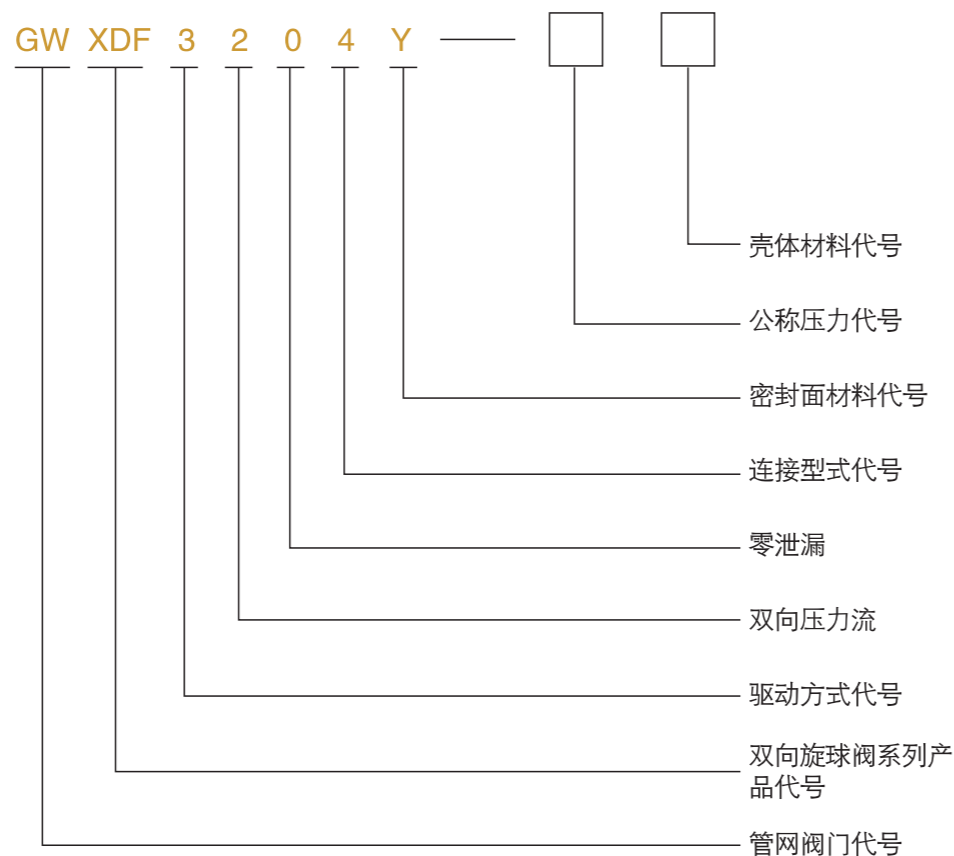 GW XDF 3 2 0 4 Y
壳体材料代号
公称压力代号
密封面材料代号
连接型式代号
零泄漏
双向压力流
驱动方式代号
双向旋球阀系列产
品代号
管网阀门代号